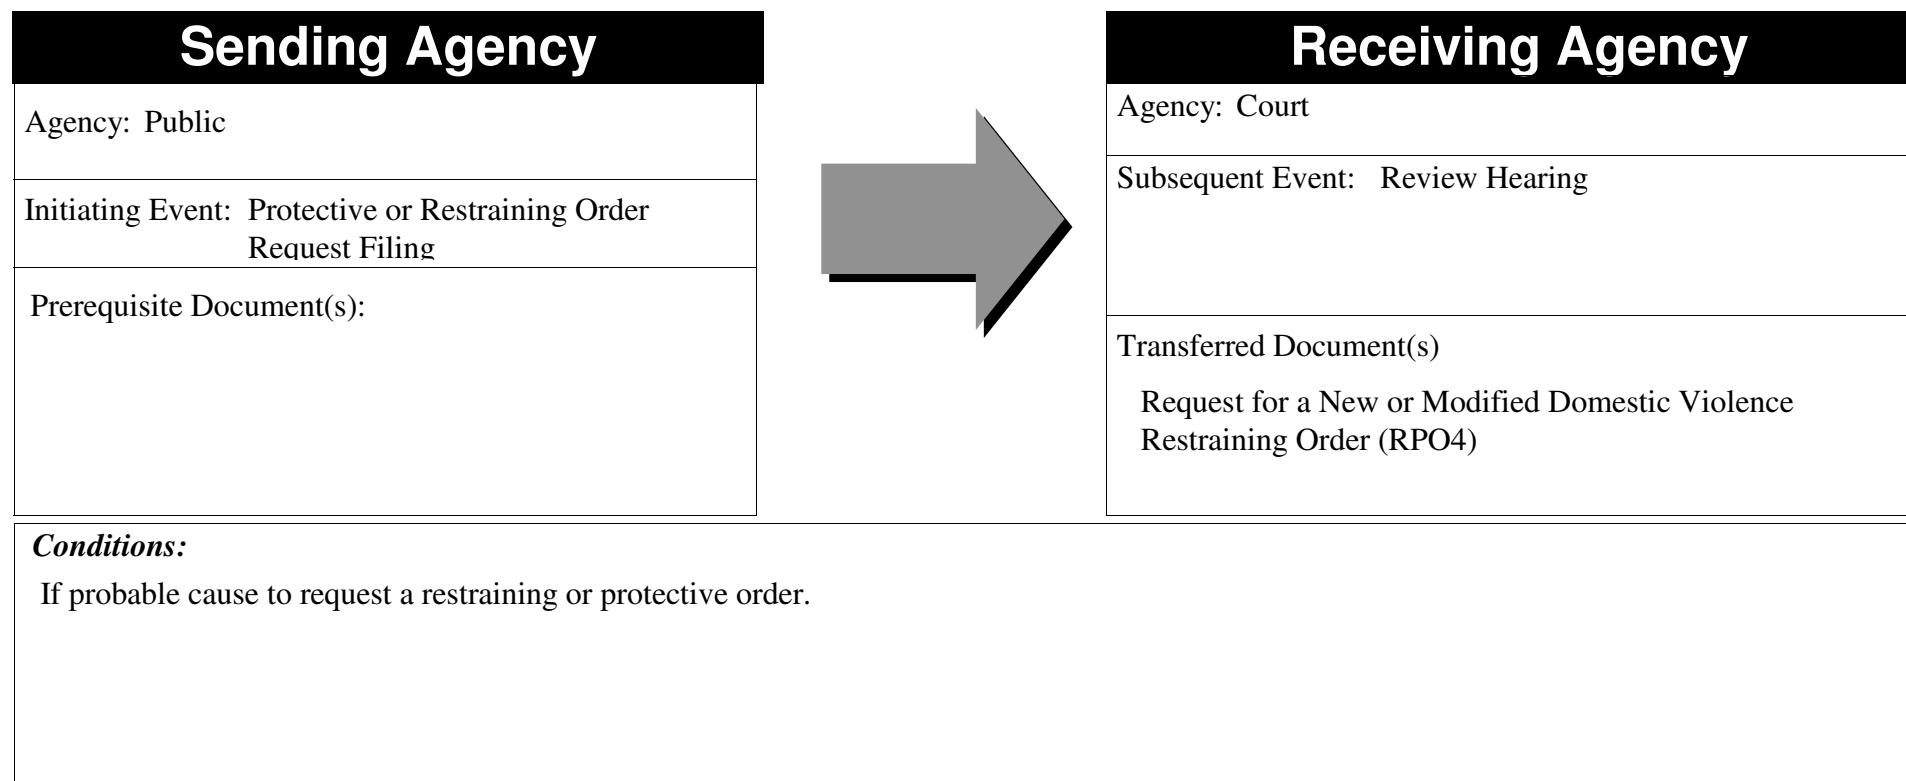 Sending Agency
Agency: Public
Initiating Event: Protective or Restraining Order
Request Filing
Prerequisite Document(s):
Receiving Agency
Agency: Court
Subsequent Event: Review Hearing
Transferred Document(s)
Request for a New or Modified Domestic Violence
Restraining Order (RPO4)
Conditions:
If probable cause to request a restraining or protective order.